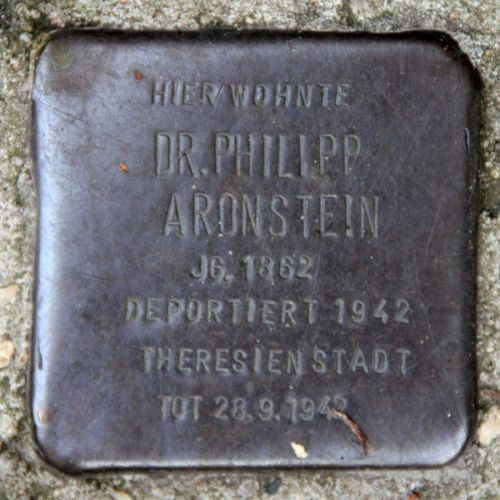 HIER WOHNTE
DR. PHILIPP
ARONSTEIN
JG. 1862
DEPORTIERT 1942
THERESIENSTADT
TOT 28.9.1942